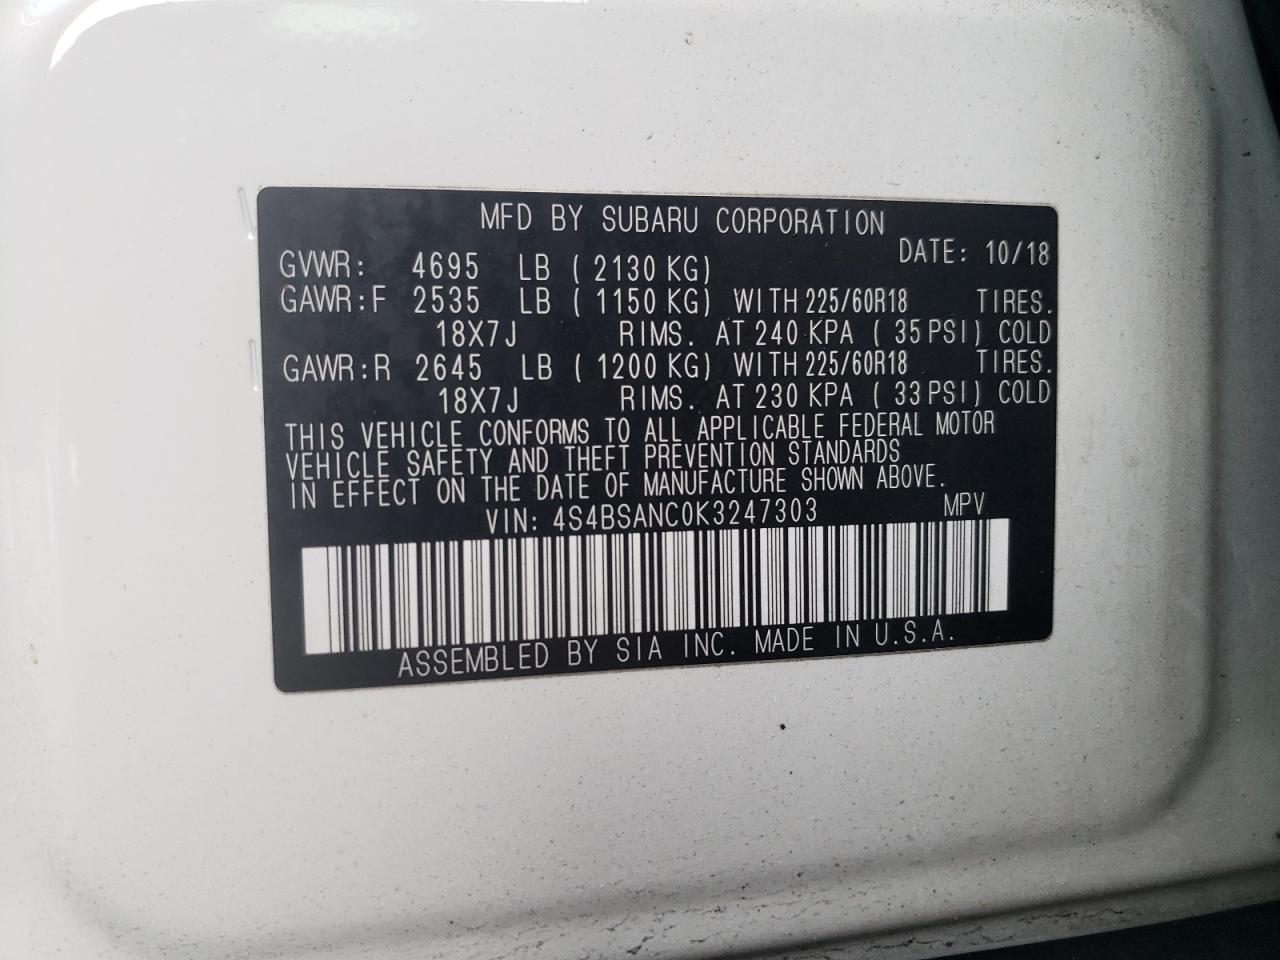 MFD BY SUBARU CORPORATION
DATE: 10/18
GVWR: 4695 LB ( 2130 KG)
GAWR:F 2535 LB ( 1150 KG) WITH 225/60R18 TIRES.
18X7J RIMS. AT 240 KPA ( 35 PSI) COLD
GAWR:R 2645 LB ( 1200 KG) WITH 225/60R18 TIRES.
18X7J RIMS. AT 230 KPA ( 33 PSI) COLD
THIS VEHICLE CONFORMS TO ALL APPLICABLE FEDERAL MOTOR
VEHICLE SAFETY AND THEFT PREVENTION STANDARDS
IN EFFECT ON THE DATE OF MANUFACTURE SHOWN ABOVE.
VIN: 4S4BSANC0K3247303 MPV
ASSEMBLED BY SIA INC. MADE IN U.S.A.